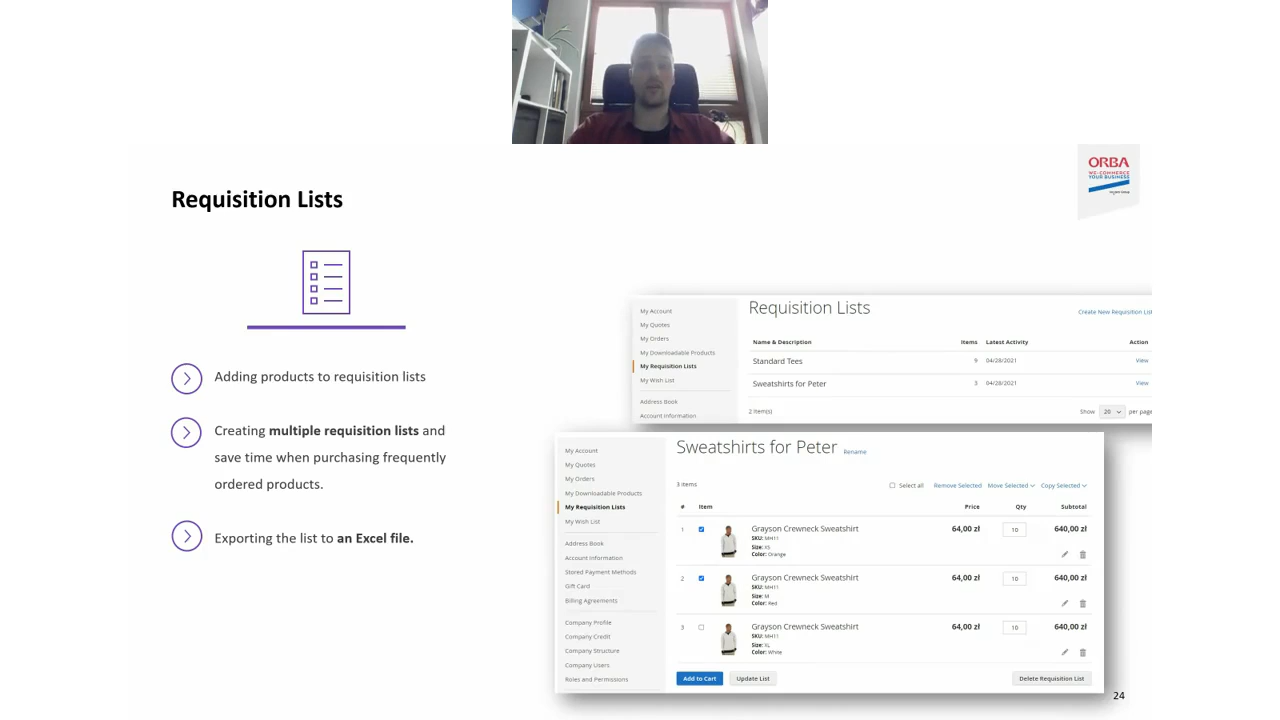 ORBA
WE-COMMERCE
YOUR BUSINESS
Requisition Lists
Adding products to requisition lists
Creating multiple requisition lists and
save time when purchasing frequently
ordered products.
Exporting the list to an Excel file.
My Account
My Quotes
My Orders
My Downloadable Products
My Requisition Lists
My Wish List
Address Book
Account Information
Requisition Lists
Create New Requisition List
Name & Description Items Latest Activity Action
Standard Tees 9 04/28/2021 View
Sweatshirts for Peter 3 04/28/2021 View
2 Item(s) Show 20 per page
My Account
My Quotes
My Orders
My Downloadable Products
My Requisition Lists
My Wish List
Address Book
Account Information
Stored Payment Methods
Gift Card
Billing Agreements
Company Profile
Company Credit
Company Structure
Company Users
Roles and Permissions
Sweatshirts for Peter Rename
3 items Select all Remove Selected Move Selected Copy Selected
# Item Price Qty Subtotal
1 Grayson Crewneck Sweatshirt 64,00 zł 10 640,00 zł
SKU: MH11
Size: XS
Color: Orange
2 Grayson Crewneck Sweatshirt 64,00 zł 10 640,00 zł
SKU: MH11
Size: M
Color: Red
3 Grayson Crewneck Sweatshirt 64,00 zł 10 640,00 zł
SKU: MH11
Size: XL
Color: White
Add to Cart Update List Delete Requisition List
24